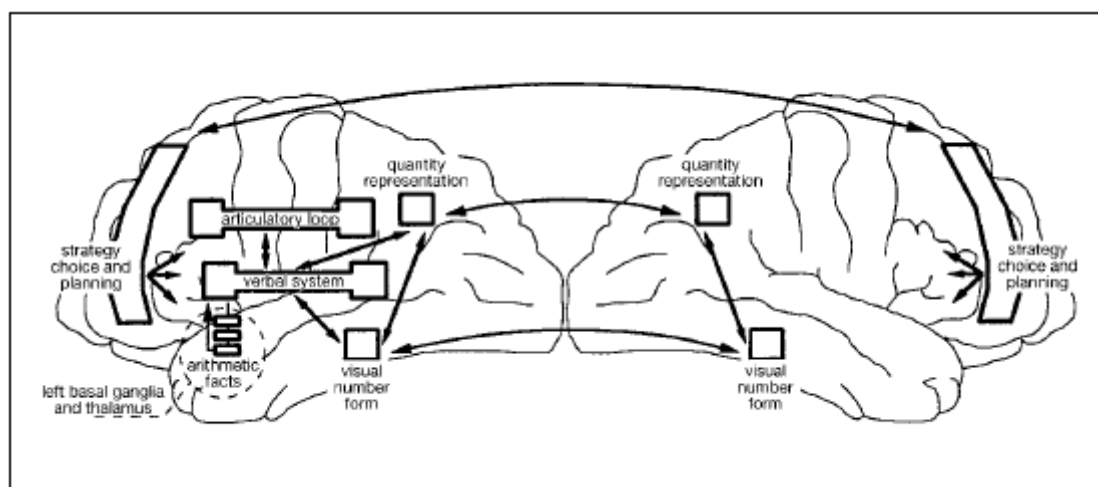 quantity
representation
quantity
representation
articulatory loop
strategy
choice and
planning
verbal system
strategy
choice and
planning
arithmetic
facts
left basal ganglia
and thalamus
visual
number
form
visual
number
form